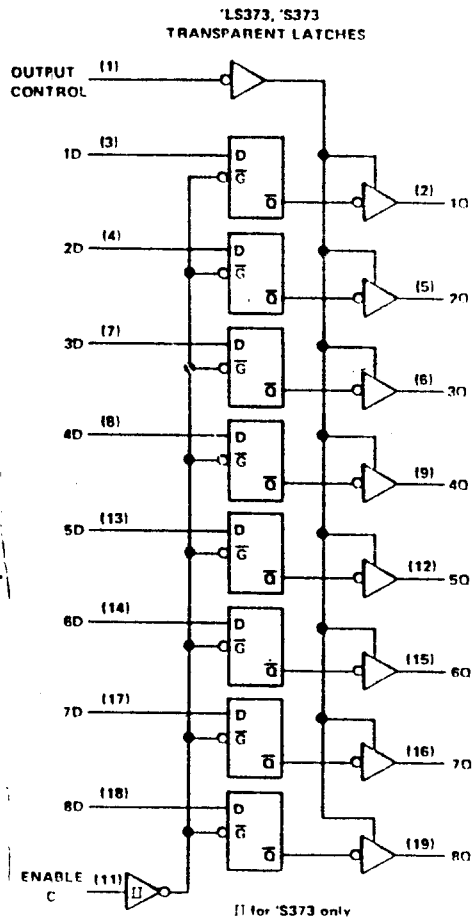 'LS373, 'S373
TRANSPARENT LATCHES
OUTPUT CONTROL (1)
1D (3) D
G̅ Q̅ (2) 1Q
2D (4) D
G̅ Q̅ (5) 2Q
3D (7) D
G̅ Q̅ (6) 3Q
4D (8) D
G̅ Q̅ (9) 4Q
5D (13) D
G̅ Q̅ (12) 5Q
6D (14) D
G̅ Q̅ (15) 6Q
7D (17) D
G̅ Q̅ (16) 7Q
8D (18) D
G̅ Q̅ (19) 8Q
ENABLE C (11)
for 'S373 only